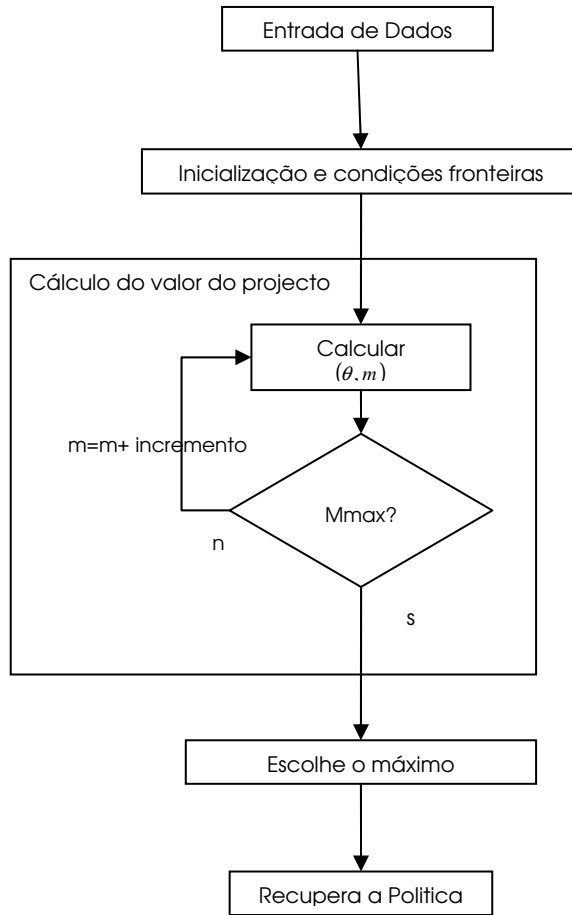 Entrada de Dados
Inicialização e condições fronteiras
Cálculo do valor do projecto
Calcular
(θ, m)
m=m+ incremento
Mmax?
n
s
Escolhe o máximo
Recupera a Politica